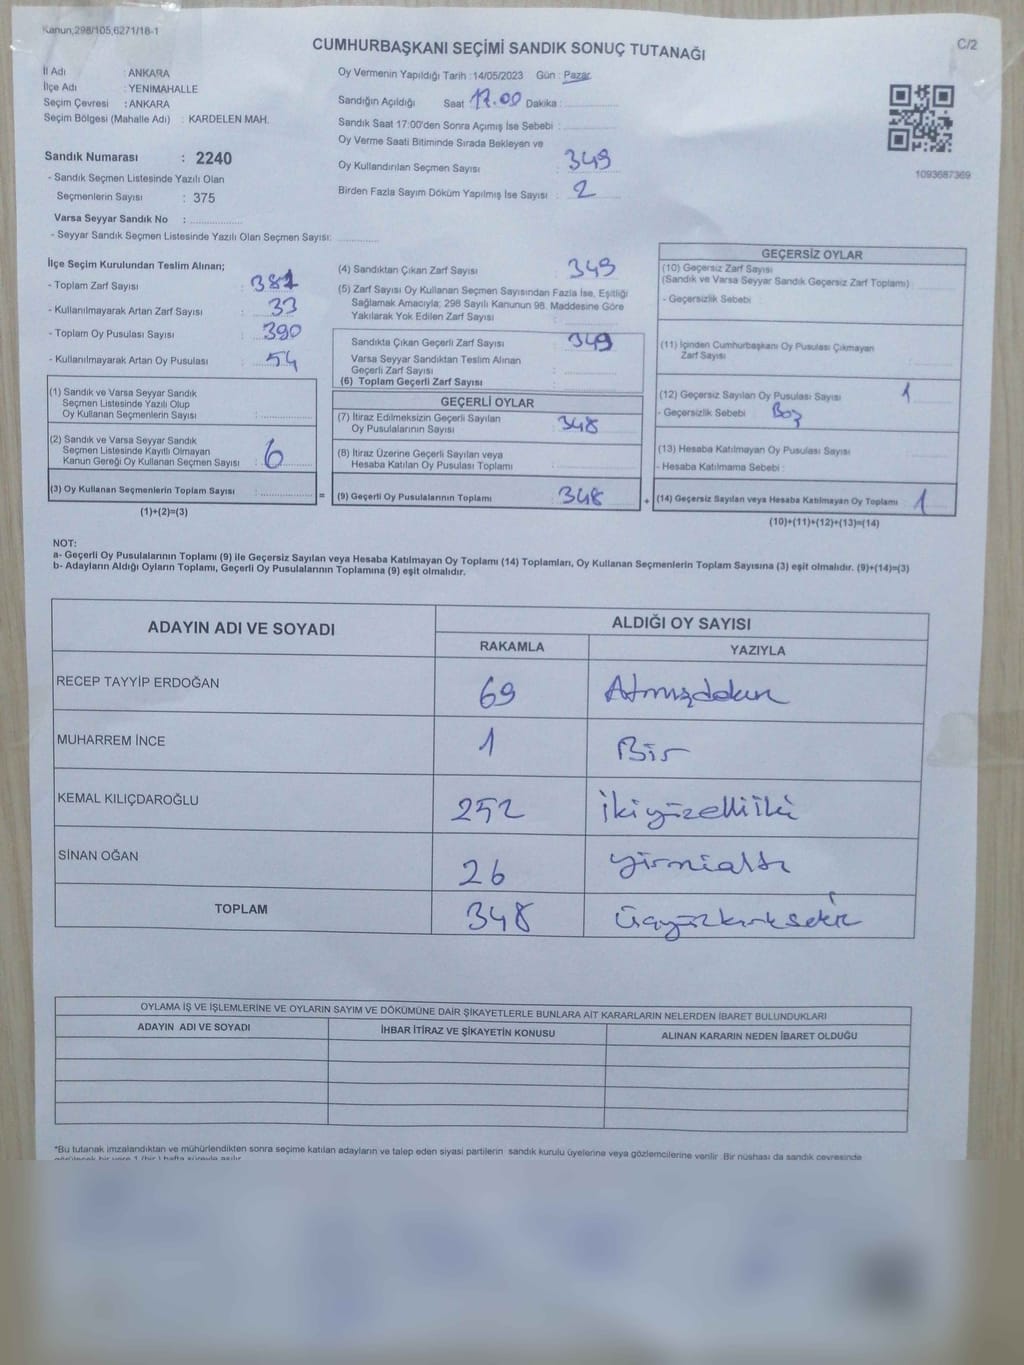 Kanun;298/105;6271/18-1
C/2
CUMHURBAŞKANI SEÇİMİ SANDIK SONUÇ TUTANAĞI
İl Adı : ANKARA
İlçe Adı : YENİMAHALLE
Seçim Çevresi : ANKARA
Seçim Bölgesi (Mahalle Adı) : KARDELEN MAH.
Sandık Numarası : 2240
- Sandık Seçmen Listesinde Yazılı Olan
Seçmenlerin Sayısı : 375
Varsa Seyyar Sandık No :
- Seyyar Sandık Seçmen Listesinde Yazılı Olan Seçmen Sayısı:
Oy Vermenin Yapıldığı Tarih :14/05/2023 Gün : Pazar
Sandığın Açıldığı Saat 17.00 Dakika :
Sandık Saat 17:00'den Sonra Açımış İse Sebebi :
Oy Verme Saati Bitiminde Sırada Bekleyen ve
Oy Kullandırılan Seçmen Sayısı : 349
Birden Fazla Sayım Döküm Yapılmış İse Sayısı : 2
1093687369
İlçe Seçim Kurulundan Teslim Alınan;
- Toplam Zarf Sayısı : 382
- Kullanılmayarak Artan Zarf Sayısı : 33
- Toplam Oy Pusulası Sayısı : 390
- Kullanılmayarak Artan Oy Pusulası : 54
(1) Sandık ve Varsa Seyyar Sandık
Seçmen Listesinde Yazılı Olup
Oy Kullanan Seçmenlerin Sayısı :
(2) Sandık ve Varsa Seyyar Sandık
Seçmen Listesinde Kayıtlı Olmayan
Kanun Gereği Oy Kullanan Seçmen Sayısı : 6
(3) Oy Kullanan Seçmenlerin Toplam Sayısı :
(1)+(2)=(3)
(4) Sandıktan Çıkan Zarf Sayısı : 349
(5) Zarf Sayısı Oy Kullanan Seçmen Sayısından Fazla İse, Eşitliği
Sağlamak Amacıyla; 298 Sayılı Kanunun 98. Maddesine Göre
Yakılarak Yok Edilen Zarf Sayısı :
Sandıkta Çıkan Geçerli Zarf Sayısı : 349
Varsa Seyyar Sandıktan Teslim Alınan
Geçerli Zarf Sayısı :
(6) Toplam Geçerli Zarf Sayısı :
GEÇERLİ OYLAR
(7) İtiraz Edilmeksizin Geçerli Sayılan
Oy Pusulalarının Sayısı : 348
(8) İtiraz Üzerine Geçerli Sayılan veya
Hesaba Katılan Oy Pusulası Toplamı :
= (9) Geçerli Oy Pusulalarının Toplamı : 348
GEÇERSİZ OYLAR
(10) Geçersiz Zarf Sayısı
(Sandık ve Varsa Seyyar Sandık Geçersiz Zarf Toplamı) :
- Geçersizlik Sebebi :
(11) İçinden Cumhurbaşkanı Oy Pusulası Çıkmayan
Zarf Sayısı :
(12) Geçersiz Sayılan Oy Pusulası Sayısı : 1
- Geçersizlik Sebebi : Boş
(13) Hesaba Katılmayan Oy Pusulası Sayısı :
- Hesaba Katılmama Sebebi :
+ (14) Geçersiz Sayılan veya Hesaba Katılmayan Oy Toplamı : 1
(10)+(11)+(12)+(13)=(14)
NOT:
a- Geçerli Oy Pusulalarının Toplamı (9) ile Geçersiz Sayılan veya Hesaba Katılmayan Oy Toplamı (14) Toplamları, Oy Kullanan Seçmenlerin Toplam Sayısına (3) eşit olmalıdır. (9)+(14)=(3)
b- Adayların Aldığı Oyların Toplamı, Geçerli Oy Pusulalarının Toplamına (9) eşit olmalıdır.
ADAYIN ADI VE SOYADI
ALDIĞI OY SAYISI
RAKAMLA YAZIYLA
RECEP TAYYİP ERDOĞAN 69 Atmışdokuz
MUHARREM İNCE 1 Bir
KEMAL KILIÇDAROĞLU 252 İkiyüzelliiki
SİNAN OĞAN 26 yirmialtı
TOPLAM 348 Üçyüzkırksekiz
OYLAMA İŞ VE İŞLEMLERİNE VE OYLARIN SAYIM VE DÖKÜMÜNE DAİR ŞİKAYETLERLE BUNLARA AİT KARARLARIN NELERDEN İBARET BULUNDUKLARI
ADAYIN ADI VE SOYADI İHBAR İTİRAZ VE ŞİKAYETİN KONUSU ALINAN KARARIN NEDEN İBARET OLDUĞU
*Bu tutanak imzalandıktan ve mühürlendikten sonra seçime katılan adayların ve talep eden siyasi partilerin sandık kurulu üyelerine veya gözlemcilerine verilir. Bir nüshası da sandık çevresinde